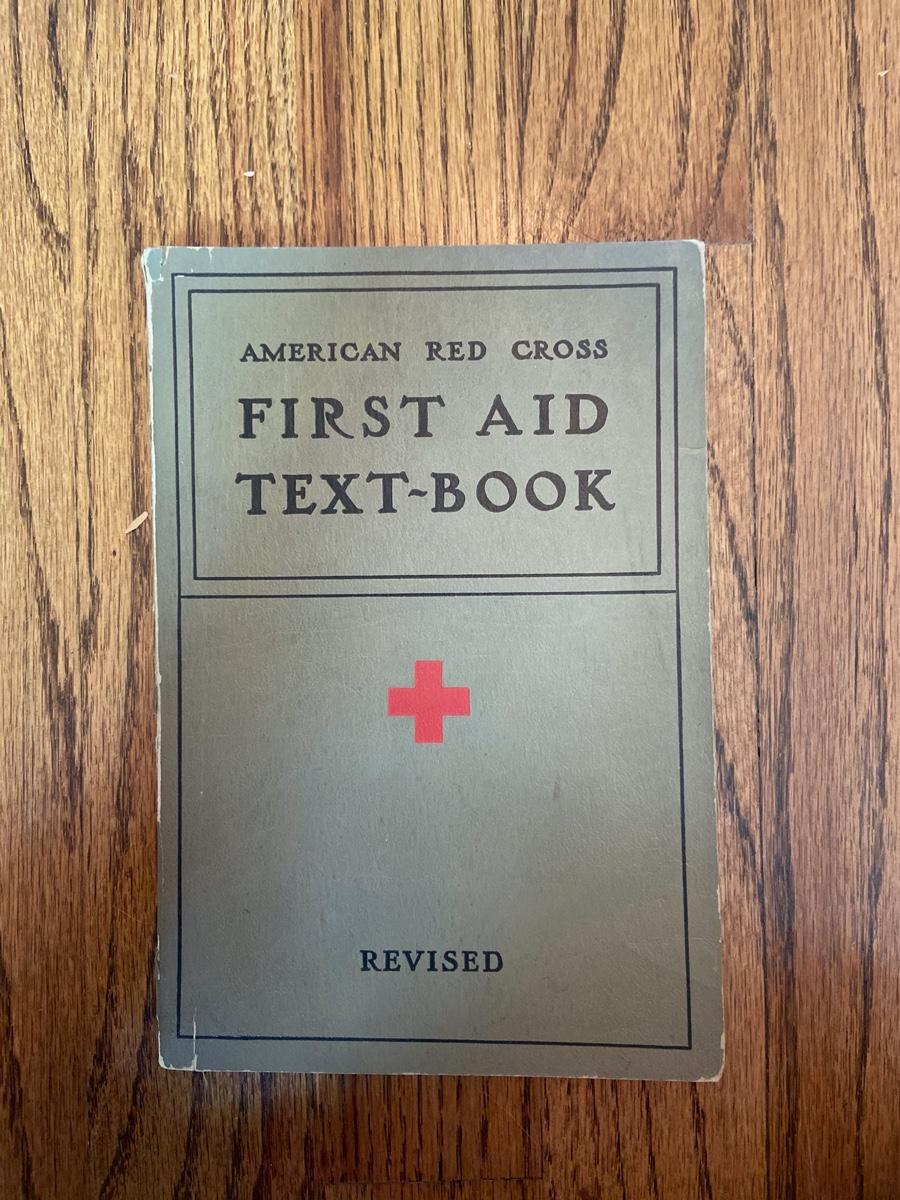 AMERICAN RED CROSS
FIRST AID
TEXT-BOOK
REVISED